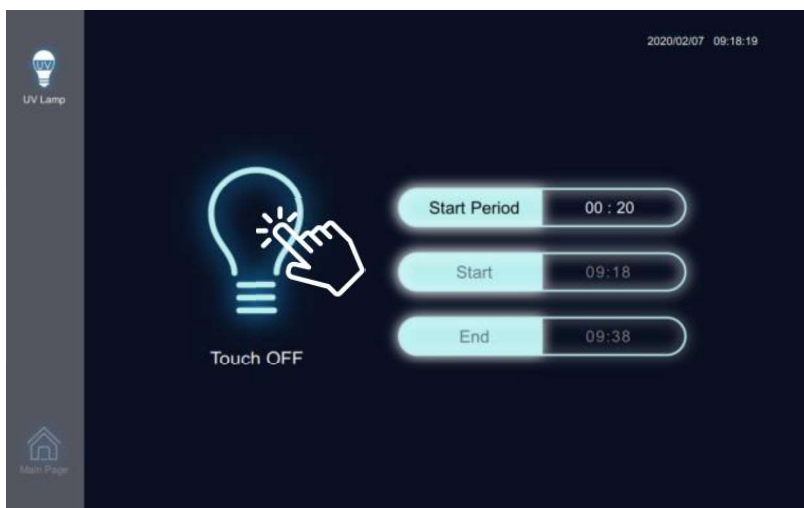 2020/02/07 09:18:19
UV
UV Lamp
Start Period 00 : 20
Start 09:18
End 09:38
Touch OFF
Main Page